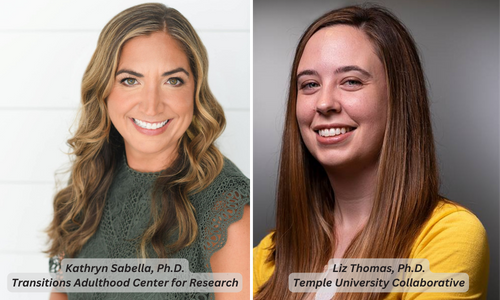 Kathryn Sabella, Ph.D.
Transitions Adulthood Center for Research
Liz Thomas, Ph.D.
Temple University Collaborative